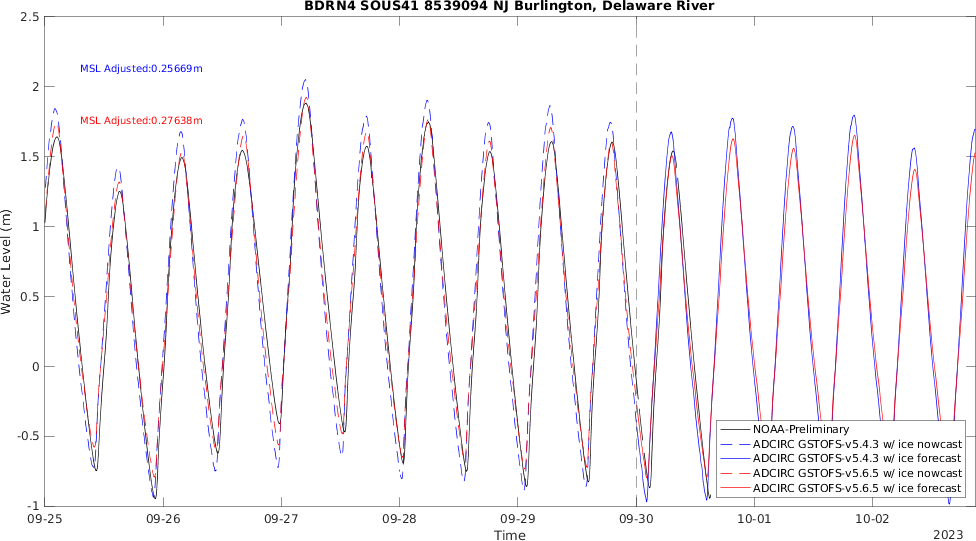 BDRN4 SOUS41 8539094 NJ Burlington, Delaware River
2.5
2
1.5
1
0.5
0
-0.5
-1
Water Level (m)
MSL Adjusted:0.25669m
MSL Adjusted:0.27638m
NOAA-Preliminary
ADCIRC GSTOFS-v5.4.3 w/ ice nowcast
ADCIRC GSTOFS-v5.4.3 w/ ice forecast
ADCIRC GSTOFS-v5.6.5 w/ ice nowcast
ADCIRC GSTOFS-v5.6.5 w/ ice forecast
09-25 09-26 09-27 09-28 09-29 09-30 10-01 10-02
Time
2023